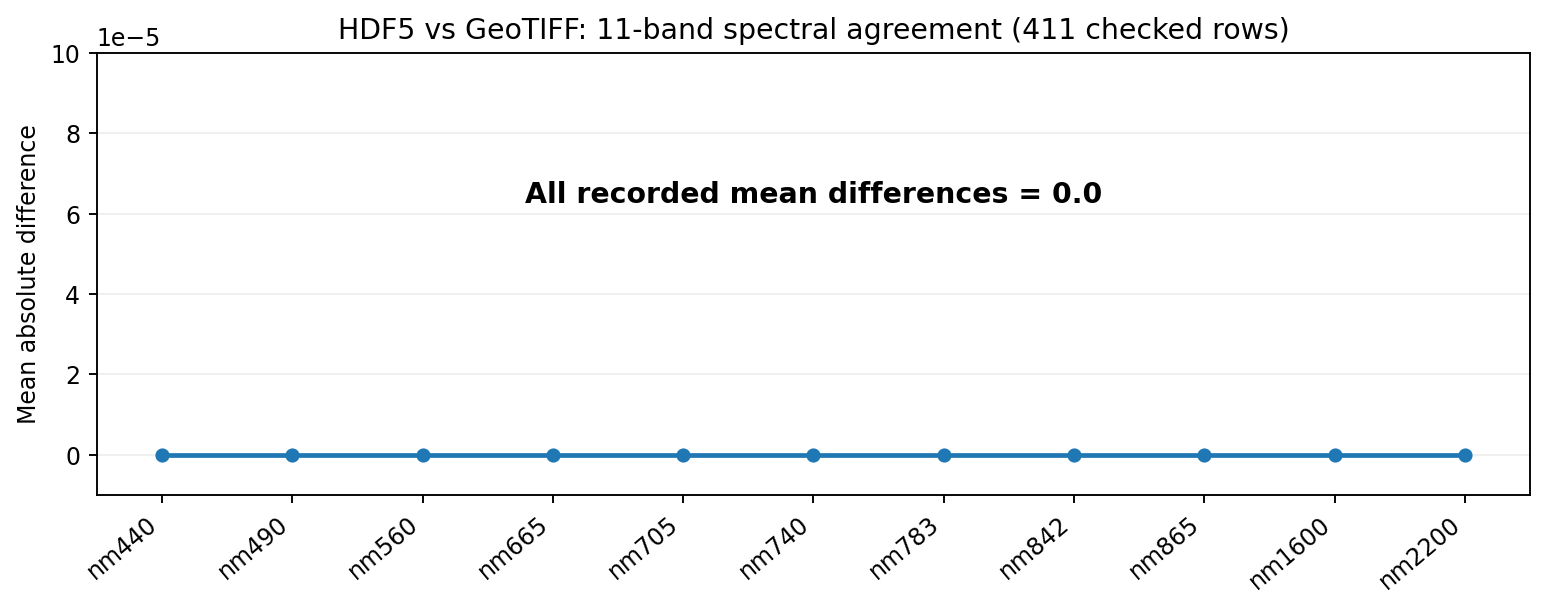 HDF5 vs GeoTIFF: 11-band spectral agreement (411 checked rows)
1e−5
10
8
6
4
2
0
Mean absolute difference
All recorded mean differences = 0.0
nm440
nm490
nm560
nm665
nm705
nm740
nm783
nm842
nm865
nm1600
nm2200